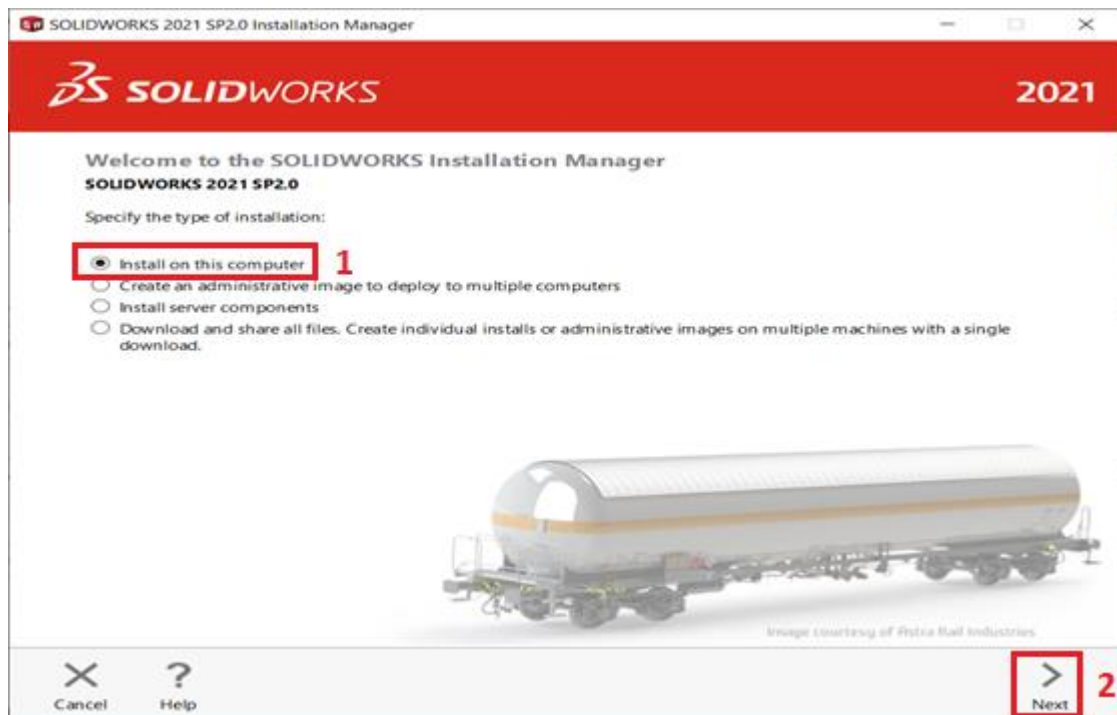 SOLIDWORKS 2021 SP2.0 Installation Manager
SOLIDWORKS
2021
Welcome to the SOLIDWORKS Installation Manager
SOLIDWORKS 2021 SP2.0
Specify the type of installation:
Install on this computer
1
Create an administrative image to deploy to multiple computers
Install server components
Download and share all files. Create individual installs or administrative images on multiple machines with a single
download.
Image courtesy of Astra Rail Industries
Cancel
Help
Next
2